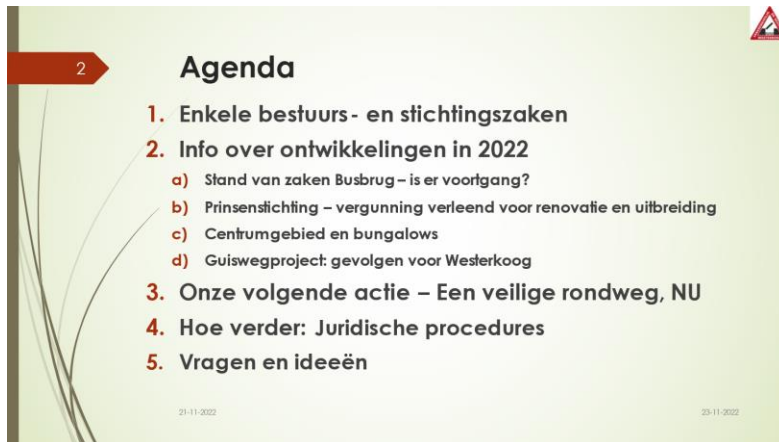 2
Agenda
1. Enkele bestuurs- en stichtingszaken
2. Info over ontwikkelingen in 2022
a) Stand van zaken Busbrug – is er voortgang?
b) Prinsenstichting – vergunning verleend voor renovatie en uitbreiding
c) Centrumgebied en bungalows
d) Guiswegproject: gevolgen voor Westerkoog
3. Onze volgende actie – Een veilige rondweg, NU
4. Hoe verder: Juridische procedures
5. Vragen en ideeën
21-11-2022
23-11-2022